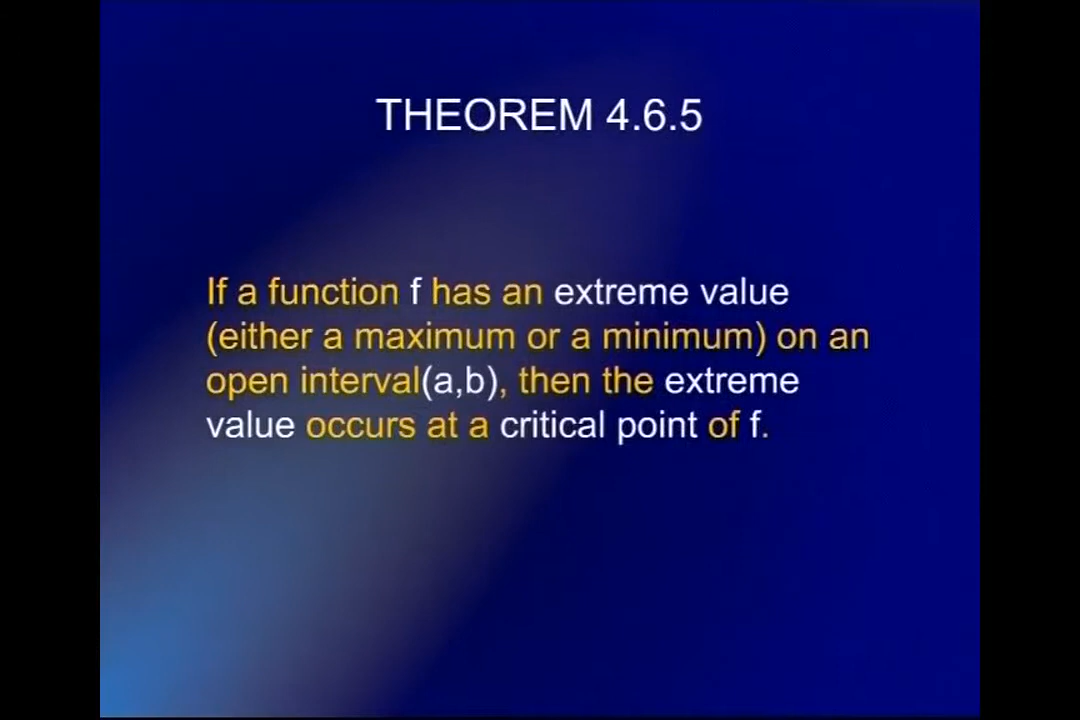 THEOREM 4.6.5
If a function f has an extreme value
(either a maximum or a minimum) on an
open interval(a,b), then the extreme
value occurs at a critical point of f.